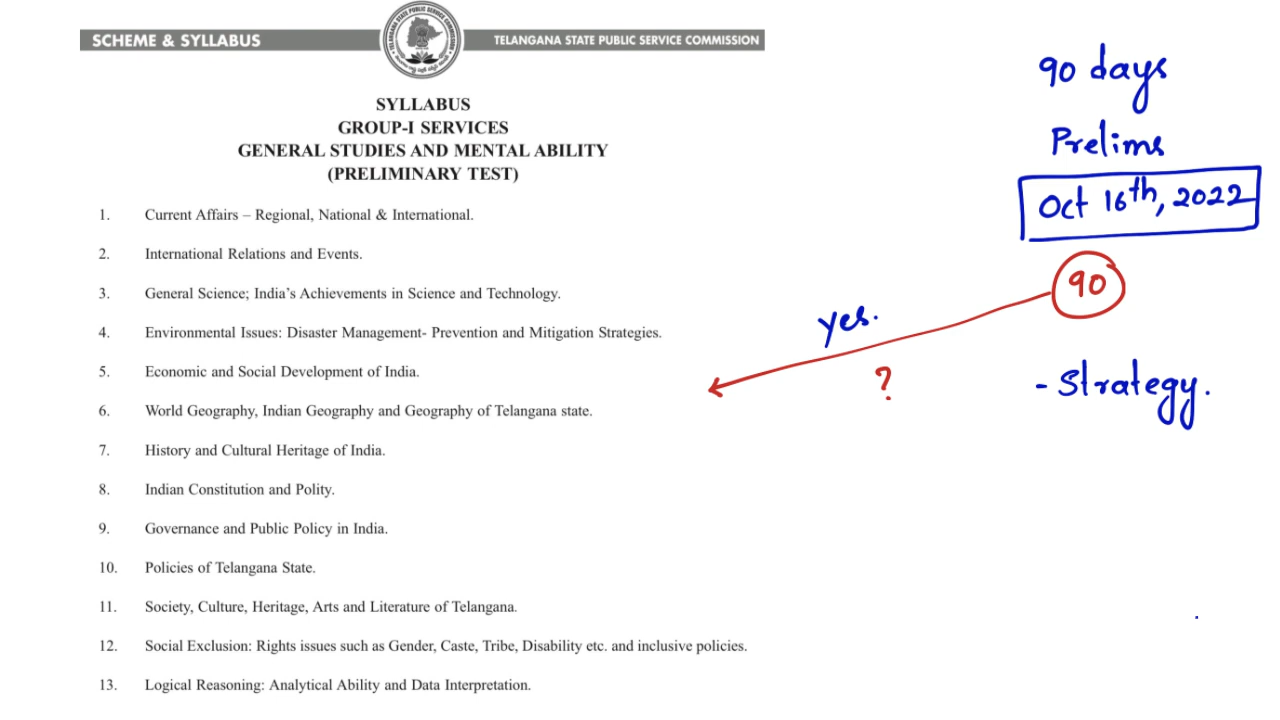 SCHEME & SYLLABUS
TELANGANA STATE PUBLIC SERVICE COMMISSION
SYLLABUS
GROUP-I SERVICES
GENERAL STUDIES AND MENTAL ABILITY
(PRELIMINARY TEST)
1. Current Affairs – Regional, National & International.
2. International Relations and Events.
3. General Science; India's Achievements in Science and Technology.
4. Environmental Issues: Disaster Management- Prevention and Mitigation Strategies.
5. Economic and Social Development of India.
6. World Geography, Indian Geography and Geography of Telangana state.
7. History and Cultural Heritage of India.
8. Indian Constitution and Polity.
9. Governance and Public Policy in India.
10. Policies of Telangana State.
11. Society, Culture, Heritage, Arts and Literature of Telangana.
12. Social Exclusion: Rights issues such as Gender, Caste, Tribe, Disability etc. and inclusive policies.
13. Logical Reasoning: Analytical Ability and Data Interpretation.
90 days
Prelims
Oct 16th, 2022
90
yes.
?
- Strategy.